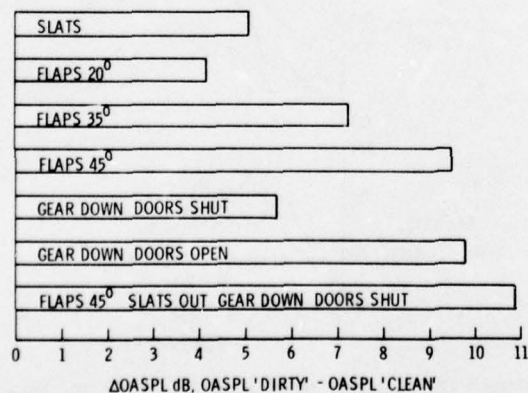 SLATS
FLAPS 20⁰
FLAPS 35⁰
FLAPS 45⁰
GEAR DOWN DOORS SHUT
GEAR DOWN DOORS OPEN
FLAPS 45⁰ SLATS OUT GEAR DOWN DOORS SHUT
0 1 2 3 4 5 6 7 8 9 10 11
ΔOASPL dB, OASPL 'DIRTY' - OASPL 'CLEAN'